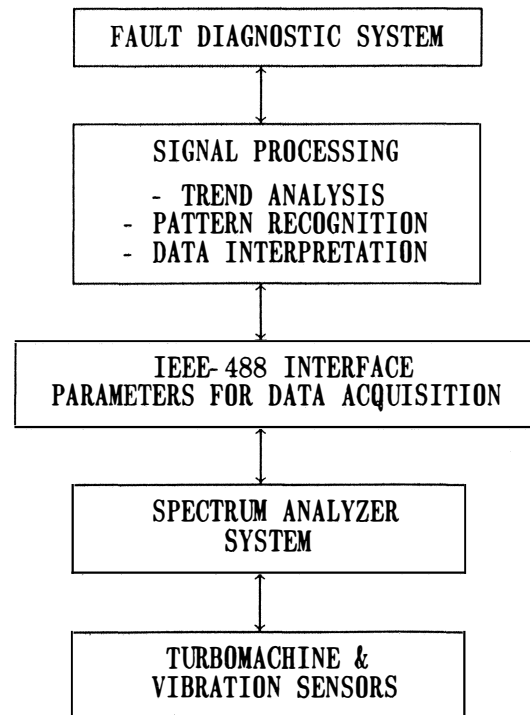 FAULT DIAGNOSTIC SYSTEM
SIGNAL PROCESSING
- TREND ANALYSIS
- PATTERN RECOGNITION
- DATA INTERPRETATION
IEEE-488 INTERFACE
PARAMETERS FOR DATA ACQUISITION
SPECTRUM ANALYZER
SYSTEM
TURBOMACHINE &
VIBRATION SENSORS